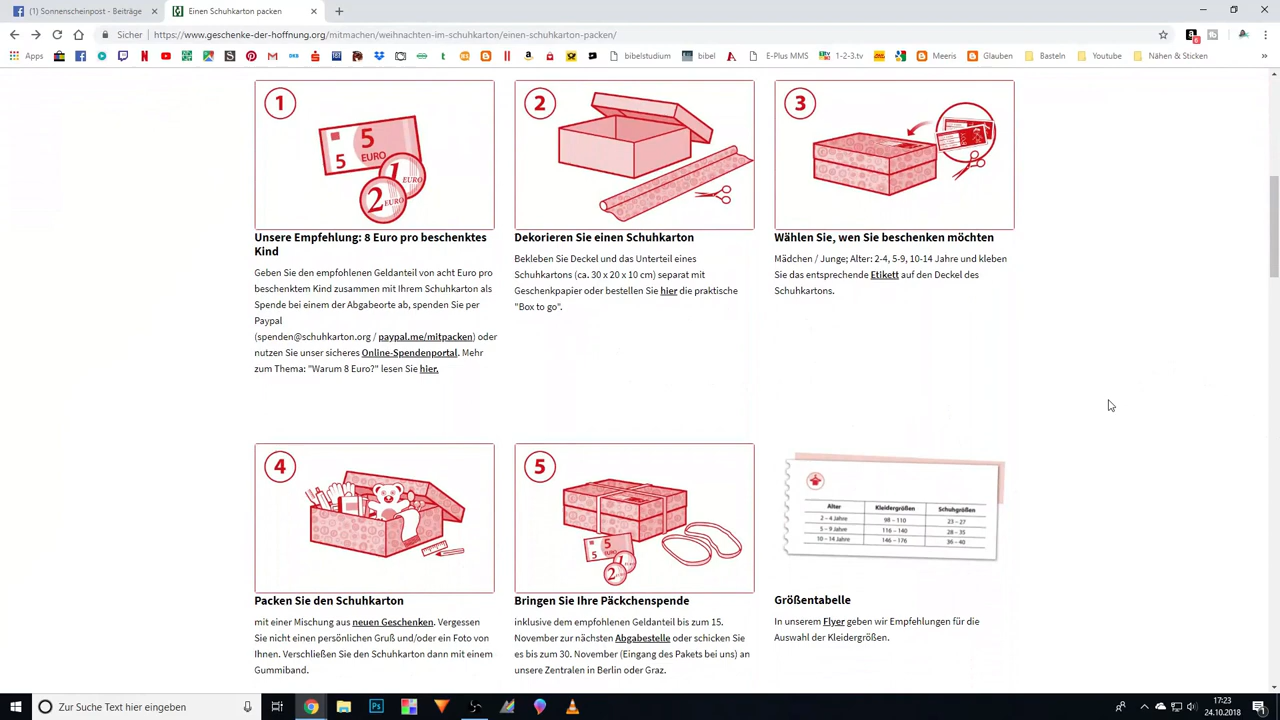 (1) Sonnenscheinpost - Beiträge
Einen Schuhkarton packen
Sicher
https://www.geschenke-der-hoffnung.org/mitmachen/weihnachten-im-schuhkarton/einen-schuhkarton-packen/
Apps
bibelstudium
bibel
E-Plus MMS
1-2-3.tv
Meeris
Glauben
Basteln
Youtube
Nähen & Sticken
1
5
5
EURO
1
EURO
2
EURO
2
3
Unsere Empfehlung: 8 Euro pro beschenktes
Kind
Geben Sie den empfohlenen Geldanteil von acht Euro pro
beschenktem Kind zusammen mit Ihrem Schuhkarton als
Spende bei einem der Abgabeorte ab, spenden Sie per
Paypal
(spenden@schuhkarton.org / paypal.me/mitpacken) oder
nutzen Sie unser sicheres Online-Spendenportal. Mehr
zum Thema: "Warum 8 Euro?" lesen Sie hier.
Dekorieren Sie einen Schuhkarton
Bekleben Sie Deckel und das Unterteil eines
Schuhkartons (ca. 30 x 20 x 10 cm) separat mit
Geschenkpapier oder bestellen Sie hier die praktische
"Box to go".
Wählen Sie, wen Sie beschenken möchten
Mädchen / Junge; Alter: 2-4, 5-9, 10-14 Jahre und kleben
Sie das entsprechende Etikett auf den Deckel des
Schuhkartons.
4
5
5
5
1
2
Alter Kleidergrößen Schuhgrößen
2 – 4 Jahre 98 – 110 23 – 27
5 – 9 Jahre 116 – 140 28 – 35
10 – 14 Jahre 146 – 176 36 – 40
Packen Sie den Schuhkarton
mit einer Mischung aus neuen Geschenken. Vergessen
Sie nicht einen persönlichen Gruß und/oder ein Foto von
Ihnen. Verschließen Sie den Schuhkarton dann mit einem
Gummiband.
Bringen Sie Ihre Päckchenspende
inklusive dem empfohlenen Geldanteil bis zum 15.
November zur nächsten Abgabestelle oder schicken Sie
es bis zum 30. November (Eingang des Pakets bei uns) an
unsere Zentralen in Berlin oder Graz.
Größentabelle
In unserem Flyer geben wir Empfehlungen für die
Auswahl der Kleidergrößen.
Zur Suche Text hier eingeben
17:23
24.10.2018